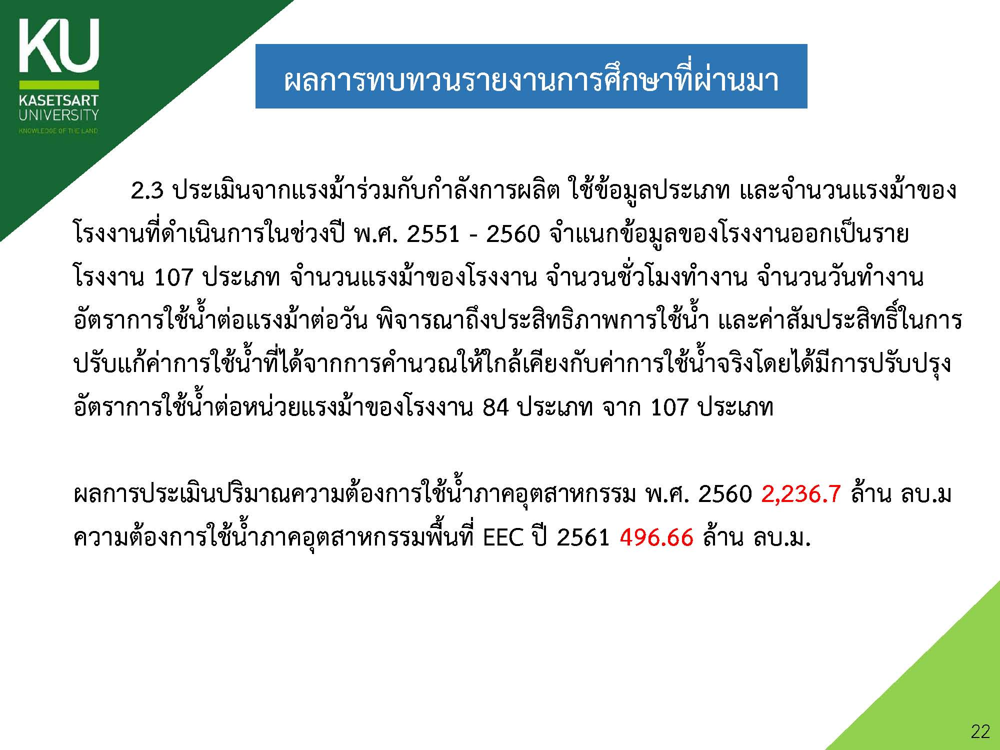 KU
KASETSART
UNIVERSITY
KNOWLEDGE OF THE LAND
ผลการทบทวนรายงานการศึกษาที่ผ่านมา
2.3 ประเมินจากแรงม้าร่วมกับกำลังการผลิต ใช้ข้อมูลประเภท และจำนวนแรงม้าของ
โรงงานที่ดำเนินการในช่วงปี พ.ศ. 2551 - 2560 จำแนกข้อมูลของโรงงานออกเป็นราย
โรงงาน 107 ประเภท จำนวนแรงม้าของโรงงาน จำนวนชั่วโมงทำงาน จำนวนวันทำงาน
อัตราการใช้น้ำต่อแรงม้าต่อวัน พิจารณาถึงประสิทธิภาพการใช้น้ำ และค่าสัมประสิทธิ์ในการ
ปรับแก้ค่าการใช้น้ำที่ได้จากการคำนวณให้ใกล้เคียงกับค่าการใช้น้ำจริงโดยได้มีการปรับปรุง
อัตราการใช้น้ำต่อหน่วยแรงม้าของโรงงาน 84 ประเภท จาก 107 ประเภท
ผลการประเมินปริมาณความต้องการใช้น้ำภาคอุตสาหกรรม พ.ศ. 2560 2,236.7 ล้าน ลบ.ม
ความต้องการใช้น้ำภาคอุตสาหกรรมพื้นที่ EEC ปี 2561 496.66 ล้าน ลบ.ม.
22